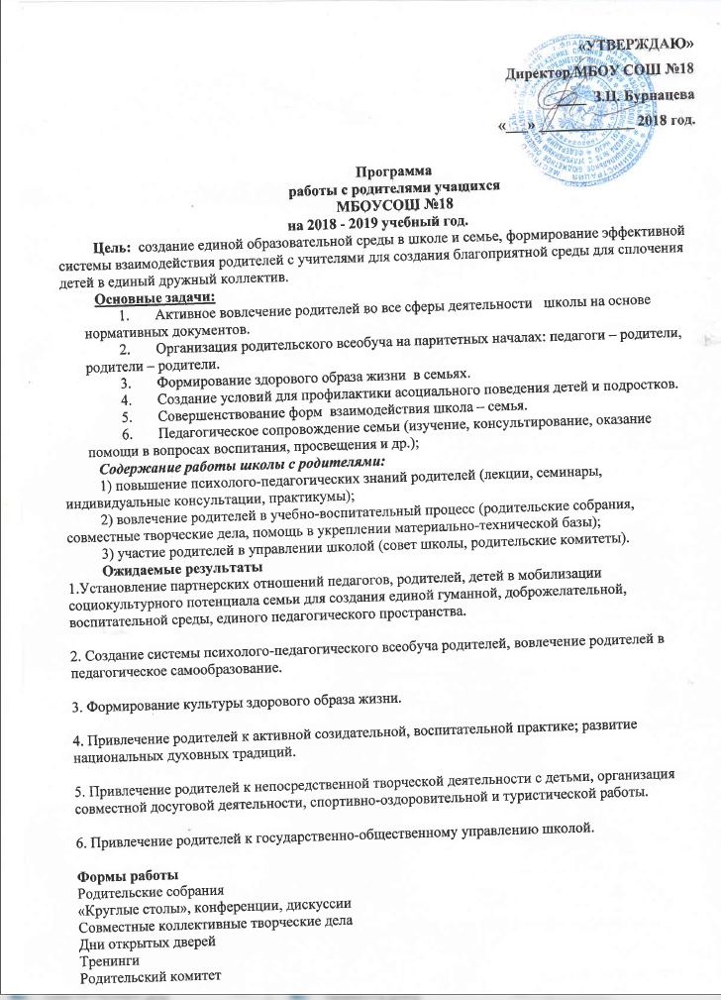 «УТВЕРЖДАЮ»
Директор МБОУ СОШ №18
З.Ц. Бурнацева
«___» ______________ 2018 год.
Программа
работы с родителями учащихся
МБОУСОШ №18
на 2018 - 2019 учебный год.
Цель: создание единой образовательной среды в школе и семье, формирование эффективной
системы взаимодействия родителей с учителями для создания благоприятной среды для сплочения
детей в единый дружный коллектив.
Основные задачи:
1. Активное вовлечение родителей во все сферы деятельности школы на основе
нормативных документов.
2. Организация родительского всеобуча на паритетных началах: педагоги – родители,
родители – родители.
3. Формирование здорового образа жизни в семьях.
4. Создание условий для профилактики асоциального поведения детей и подростков.
5. Совершенствование форм взаимодействия школа – семья.
6. Педагогическое сопровождение семьи (изучение, консультирование, оказание
помощи в вопросах воспитания, просвещения и др.);
Содержание работы школы с родителями:
1) повышение психолого-педагогических знаний родителей (лекции, семинары,
индивидуальные консультации, практикумы);
2) вовлечение родителей в учебно-воспитательный процесс (родительские собрания,
совместные творческие дела, помощь в укреплении материально-технической базы);
3) участие родителей в управлении школой (совет школы, родительские комитеты).
Ожидаемые результаты
1.Установление партнерских отношений педагогов, родителей, детей в мобилизации
социокультурного потенциала семьи для создания единой гуманной, доброжелательной,
воспитательной среды, единого педагогического пространства.
2. Создание системы психолого-педагогического всеобуча родителей, вовлечение родителей в
педагогическое самообразование.
3. Формирование культуры здорового образа жизни.
4. Привлечение родителей к активной созидательной, воспитательной практике; развитие
национальных духовных традиций.
5. Привлечение родителей к непосредственной творческой деятельности с детьми, организация
совместной досуговой деятельности, спортивно-оздоровительной и туристической работы.
6. Привлечение родителей к государственно-общественному управлению школой.
Формы работы
Родительские собрания
«Круглые столы», конференции, дискуссии
Совместные коллективные творческие дела
Дни открытых дверей
Тренинги
Родительский комитет